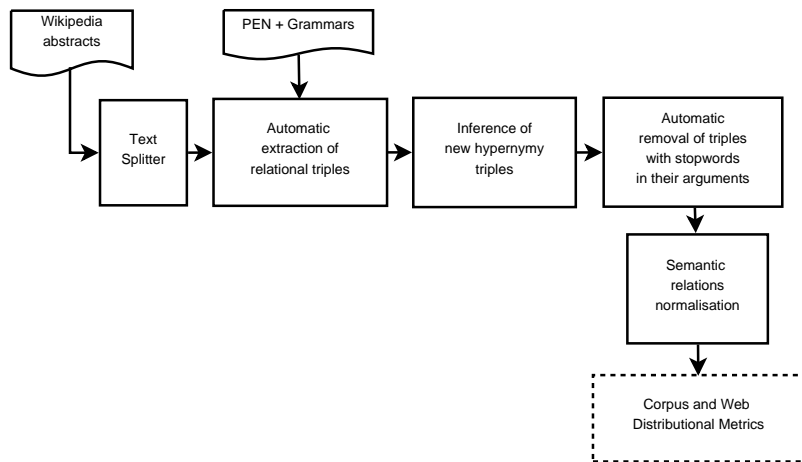 Wikipedia
abstracts
PEN + Grammars
Text
Splitter
Automatic
extraction of
relational triples
Inference of
new hypernymy
triples
Automatic
removal of triples
with stopwords
in their arguments
Semantic
relations
normalisation
Corpus and Web
Distributional Metrics